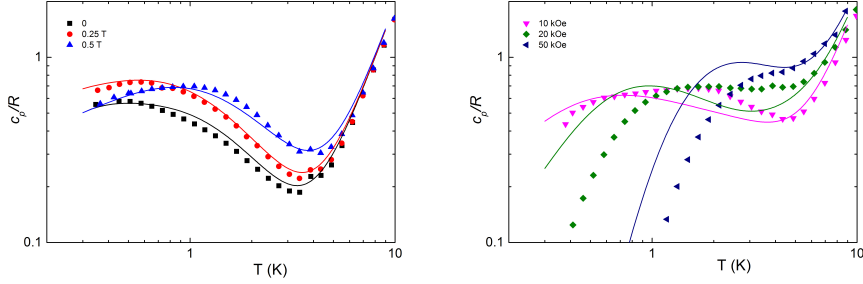 0
0.25 T
0.5 T
1
0.1
c_p/R
1
10
T (K)
10 kOe
20 kOe
50 kOe
1
0.1
c_p/R
1
10
T (K)